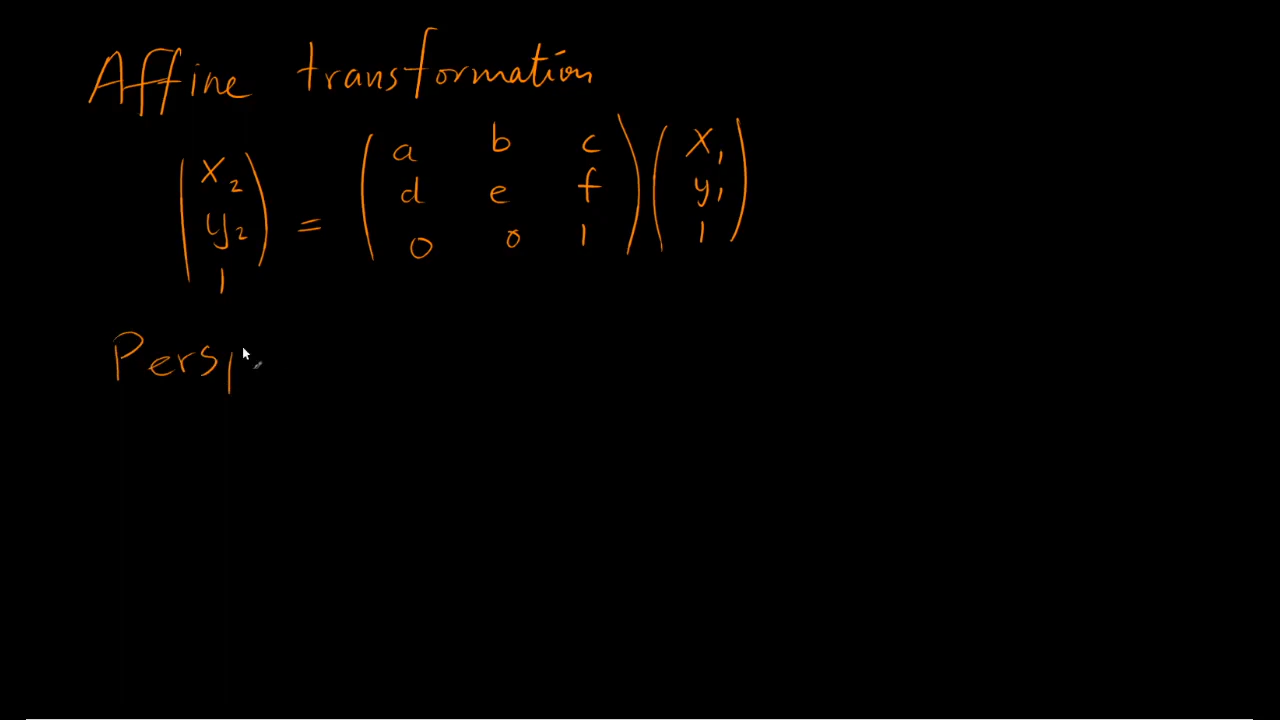 Affine transformation
(x₂ y₂ 1) = (a b c
d e f
0 0 1) (x₁ y₁ 1)
Persp